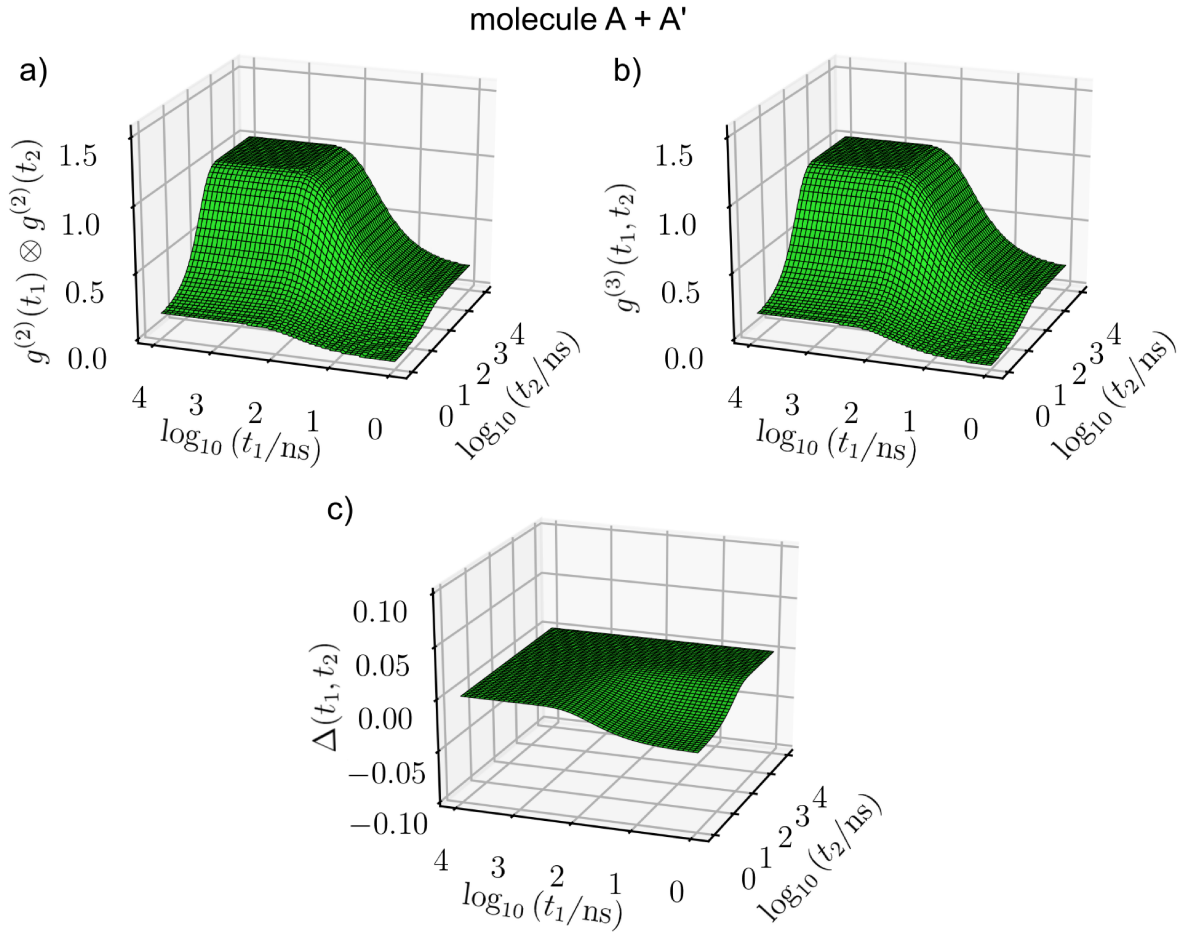 molecule A + A'
a)
g^{(2)}(t_1) ⊗ g^{(2)}(t_2)
1.5
1.0
0.5
0.0
4 3 2 1 0
log_{10} (t_1/ns)
0 1 2 3 4
log_{10} (t_2/ns)
b)
g^{(3)}(t_1, t_2)
1.5
1.0
0.5
0.0
4 3 2 1 0
log_{10} (t_1/ns)
0 1 2 3 4
log_{10} (t_2/ns)
c)
Δ(t_1, t_2)
0.10
0.05
0.00
−0.05
−0.10
4 3 2 1 0
log_{10} (t_1/ns)
0 1 2 3 4
log_{10} (t_2/ns)